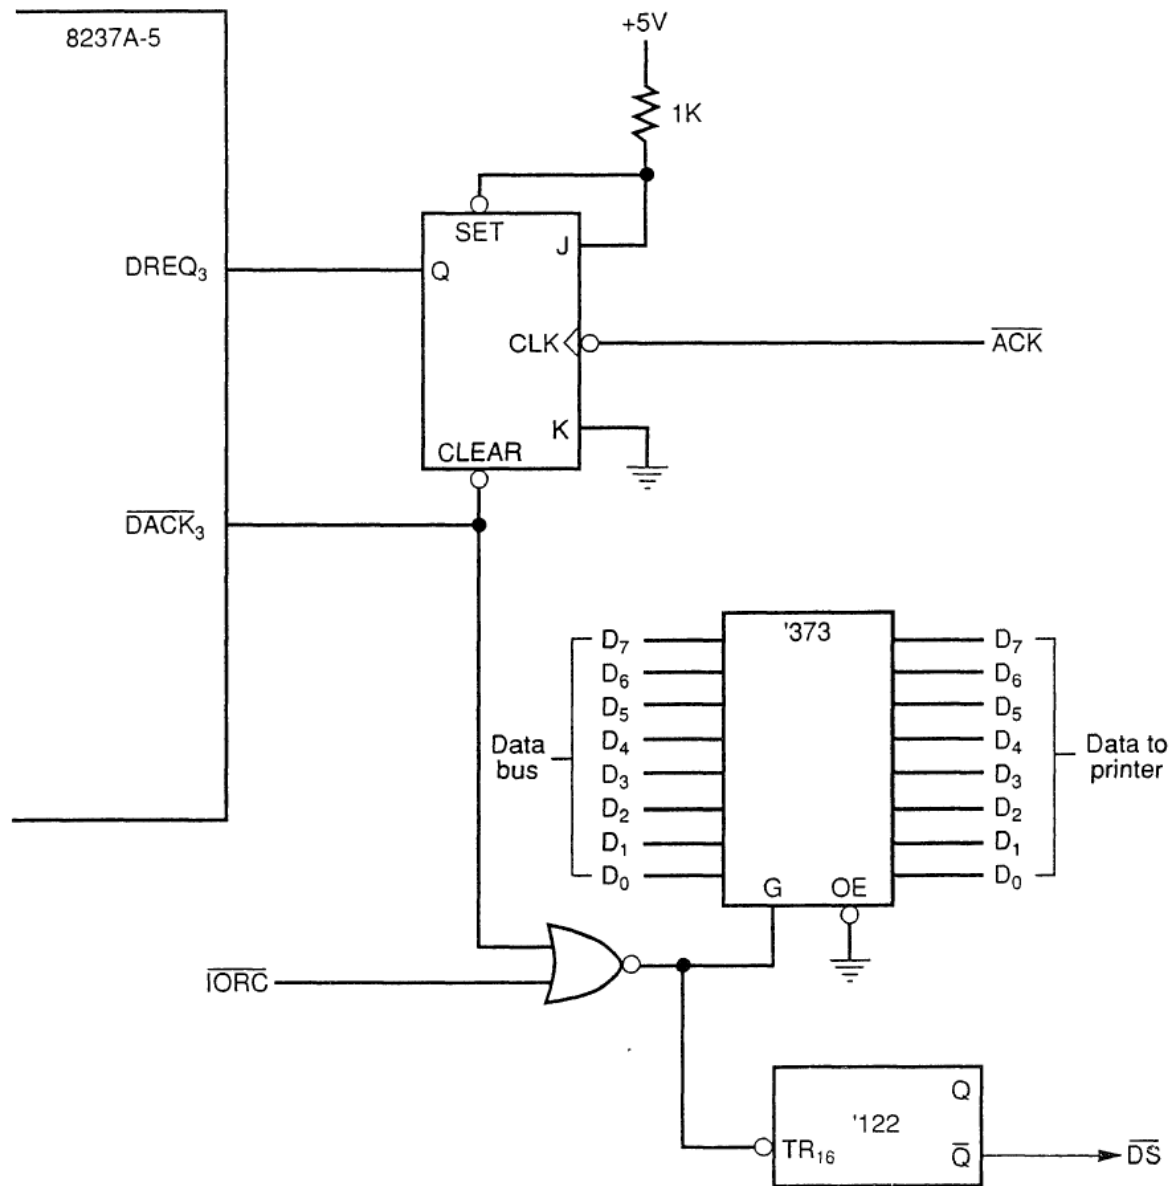 8237A-5
+5V
1K
SET
J
DREQ3
Q
CLK
ACK
K
CLEAR
DACK3
'373
D7
D6
D5
D4
D3
D2
D1
D0
Data
bus
D7
D6
D5
D4
D3
D2
D1
D0
Data to
printer
G
OE
IORC
Q
'122
TR16
Q
DS